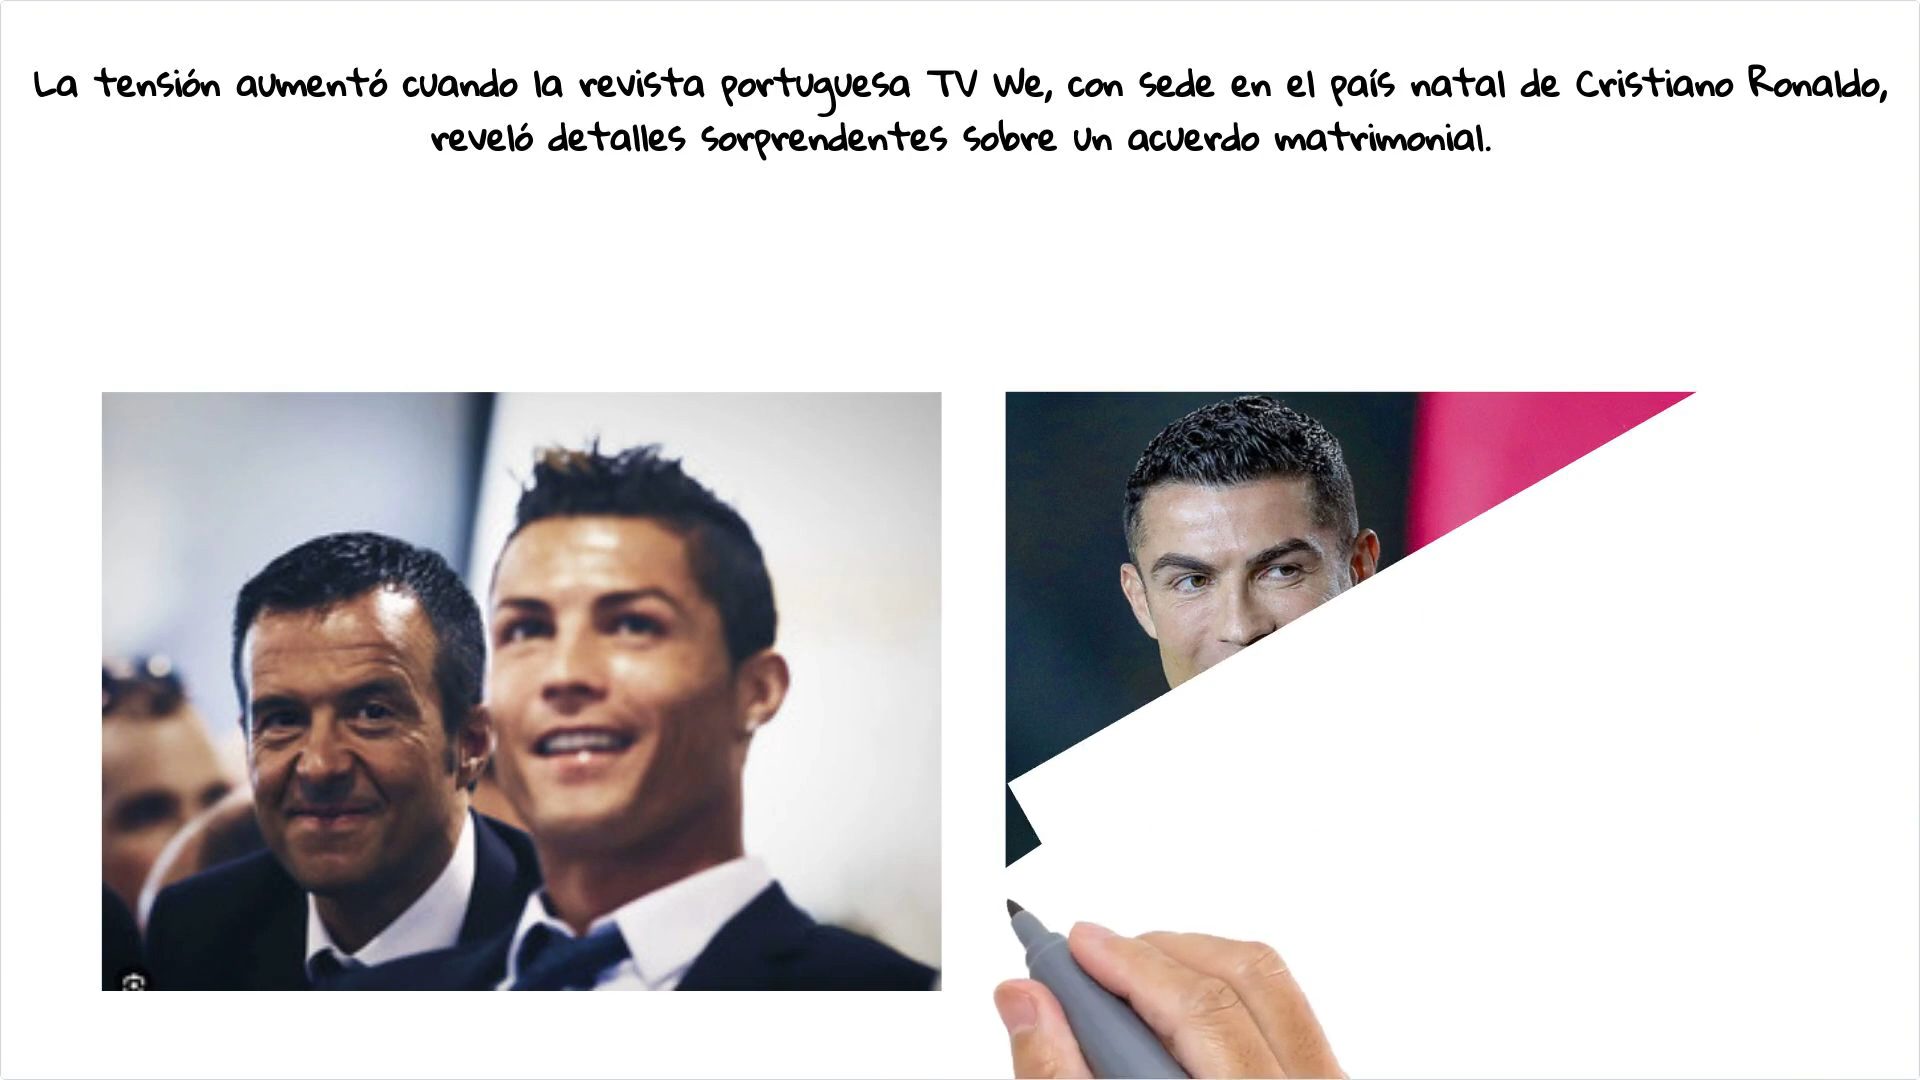 La tensión aumentó cuando la revista portuguesa TV We, con sede en el país natal de Cristiano Ronaldo,
reveló detalles sorprendentes sobre un acuerdo matrimonial.